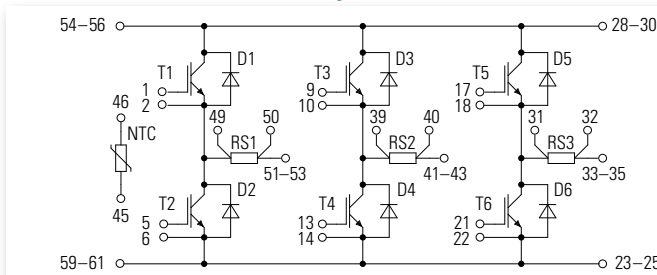 54–56 28–30
D1 D3 D5
T1 T3 T5
1 9 17
2 10 18
46 49 50 39 40 31 32
NTC RS1 RS2 RS3
51–53 41–43 33–35
45
D2 D4 D6
T2 T4 T6
5 13 21
6 14 22
59–61 23–25